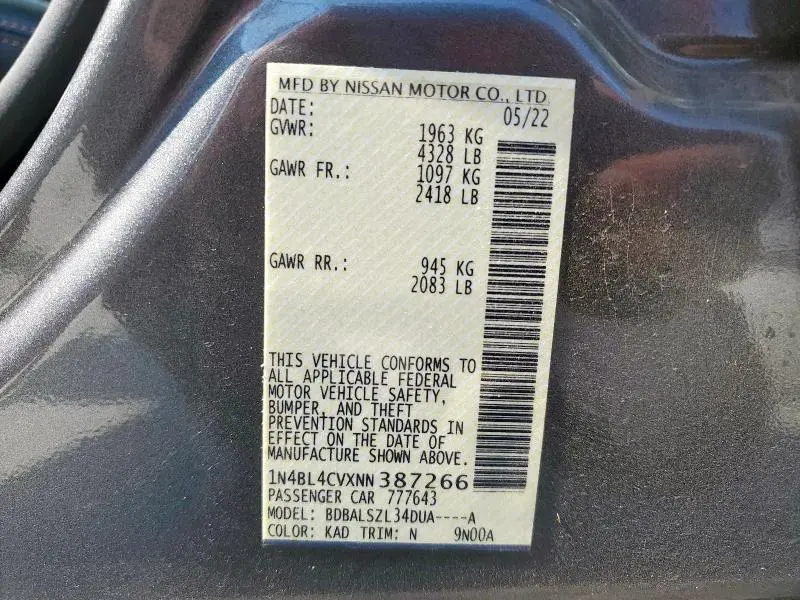 MFD BY NISSAN MOTOR CO., LTD.
DATE: 05/22
GVWR: 1963 KG
4328 LB
GAWR FR.: 1097 KG
2418 LB
GAWR RR.: 945 KG
2083 LB
THIS VEHICLE CONFORMS TO
ALL APPLICABLE FEDERAL
MOTOR VEHICLE SAFETY,
BUMPER, AND THEFT
PREVENTION STANDARDS IN
EFFECT ON THE DATE OF
MANUFACTURE SHOWN ABOVE.
1N4BL4CVXNN387266
PASSENGER CAR 777643
MODEL: BDBALSZL34DUA----A
COLOR: KAD TRIM: N 9N00A